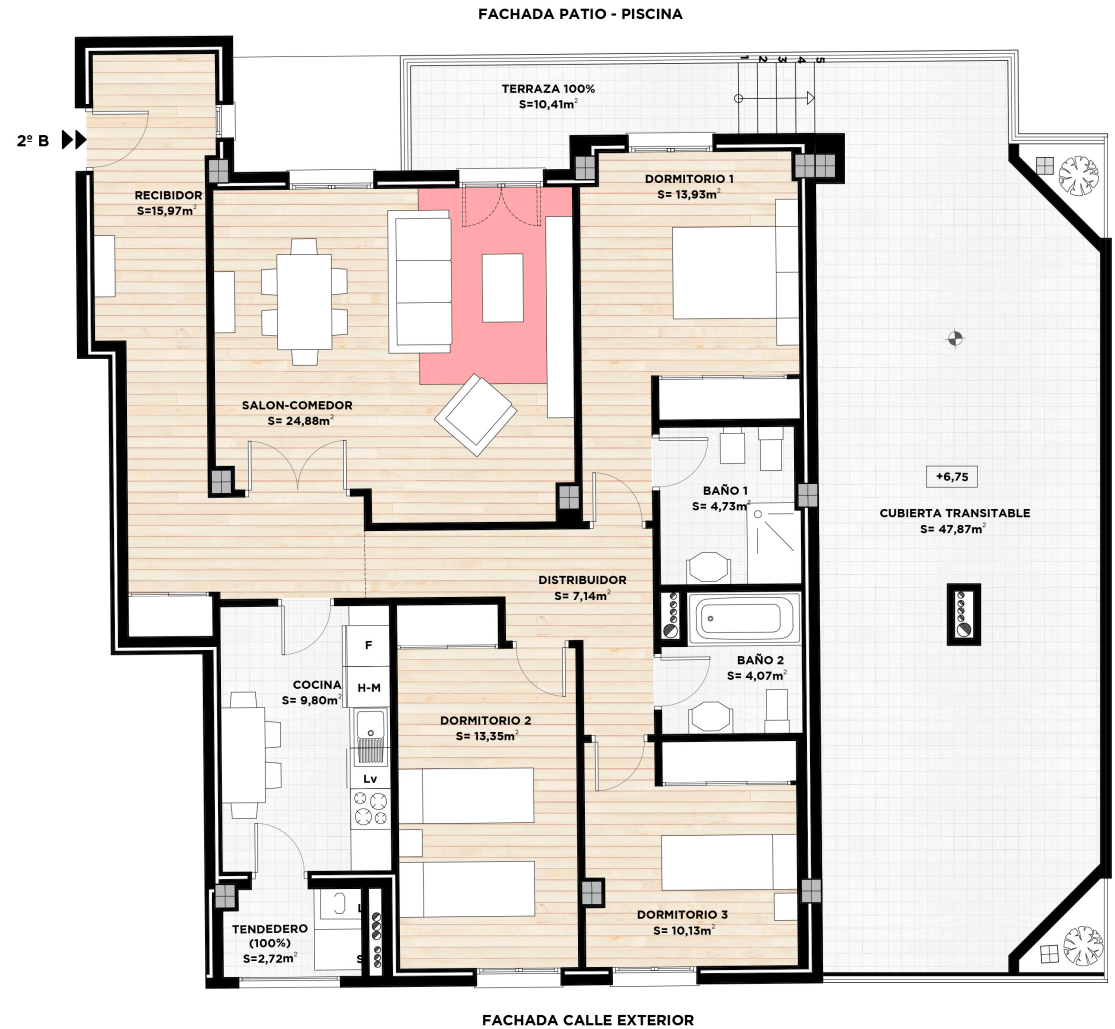 FACHADA PATIO - PISCINA
1 2 3 4 5
TERRAZA 100%
S=10,41m²
2º B
RECIBIDOR
S=15,97m²
DORMITORIO 1
S= 13,93m²
SALON-COMEDOR
S= 24,88m²
BAÑO 1
S= 4,73m²
+6,75
CUBIERTA TRANSITABLE
S= 47,87m²
DISTRIBUIDOR
S= 7,14m²
F
BAÑO 2
S= 4,07m²
COCINA
S= 9,80m²
H-M
DORMITORIO 2
S= 13,35m²
Lv
DORMITORIO 3
S= 10,13m²
L
TENDEDERO
(100%)
S=2,72m²
S
FACHADA CALLE EXTERIOR